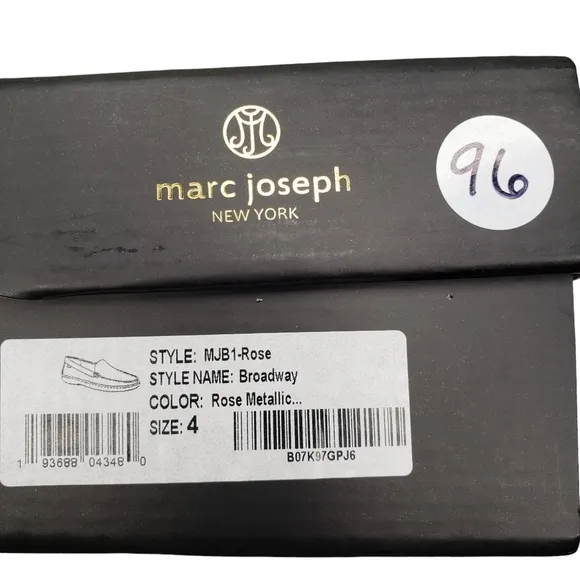 marc joseph
NEW YORK
96
STYLE: MJB1-Rose
STYLE NAME: Broadway
COLOR: Rose Metallic...
SIZE: 4
1 93688 04348 0
B07K97GPJ6